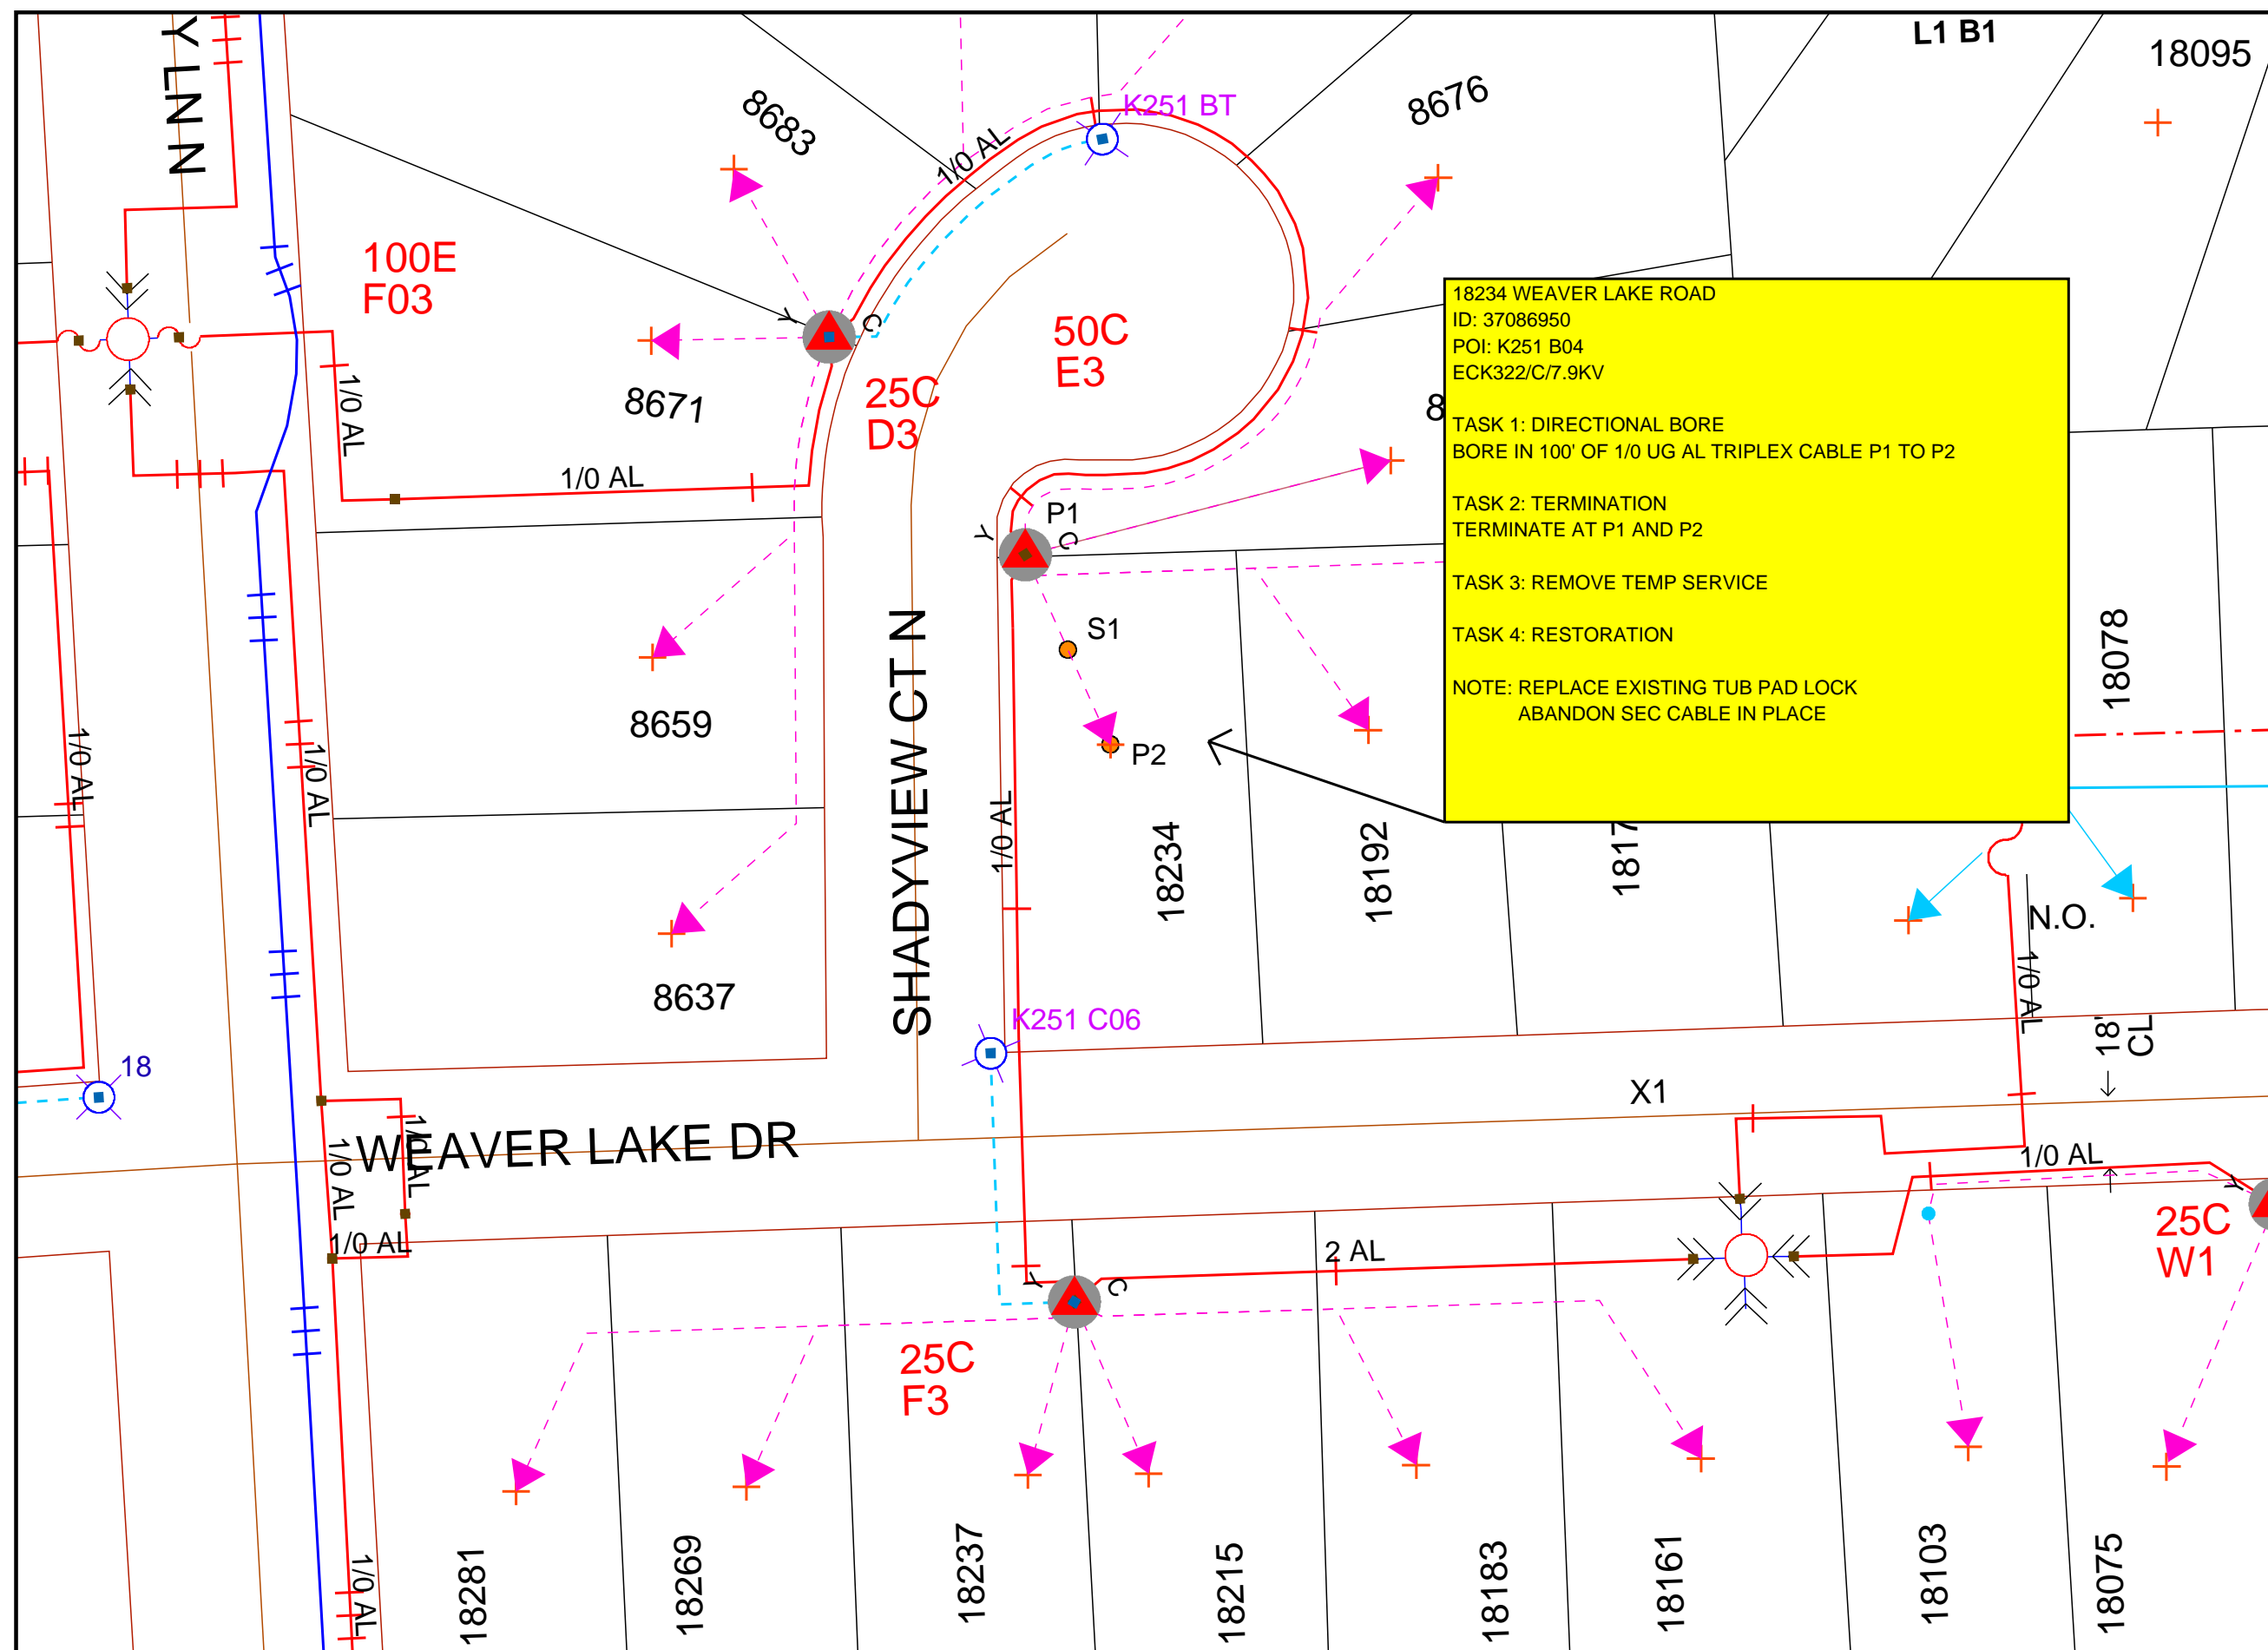 Y LN N
L1 B1
18095
8683
K251 BT
8676
1/0 AL
100E
F03
Y
C
50C
E3
25C
D3
8671
1/0 AL
1/0 AL
18234 WEAVER LAKE ROAD
ID: 37086950
POI: K251 B04
ECK322/C/7.9KV
TASK 1: DIRECTIONAL BORE
BORE IN 100' OF 1/0 UG AL TRIPLEX CABLE P1 TO P2
TASK 2: TERMINATION
TERMINATE AT P1 AND P2
TASK 3: REMOVE TEMP SERVICE
TASK 4: RESTORATION
NOTE: REPLACE EXISTING TUB PAD LOCK
ABANDON SEC CABLE IN PLACE
P1
Y
C
S1
P2
8659
SHADYVIEW CT N
18078
1/0 AL
1/0 AL
1/0 AL
18234
18192
1817
N.O.
1/0 AL
8637
K251 C06
18'
CL
18
X1
WEAVER LAKE DR
1/0 AL
1/0 AL
1/0 AL
1/0 AL
2 AL
Y
C
Y
25C
W1
25C
F3
1/0 AL
18281
18269
18237
18215
18183
18161
18103
18075